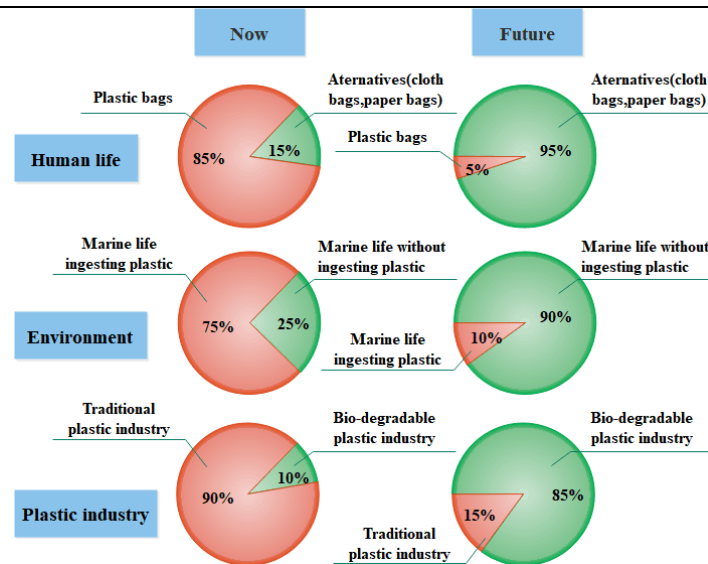 Now
Future
Plastic bags
Aternatives(cloth
bags,paper bags)
Aternatives(cloth
bags,paper bags)
Human life
85%
15%
Plastic bags
5%
95%
Marine life
ingesting plastic
Marine life without
ingesting plastic
Marine life without
ingesting plastic
Environment
75%
25%
Marine life
ingesting plastic
10%
90%
Traditional
plastic industry
Bio-degradable
plastic industry
Bio-degradable
plastic industry
Plastic industry
90%
10%
Traditional
plastic industry
15%
85%